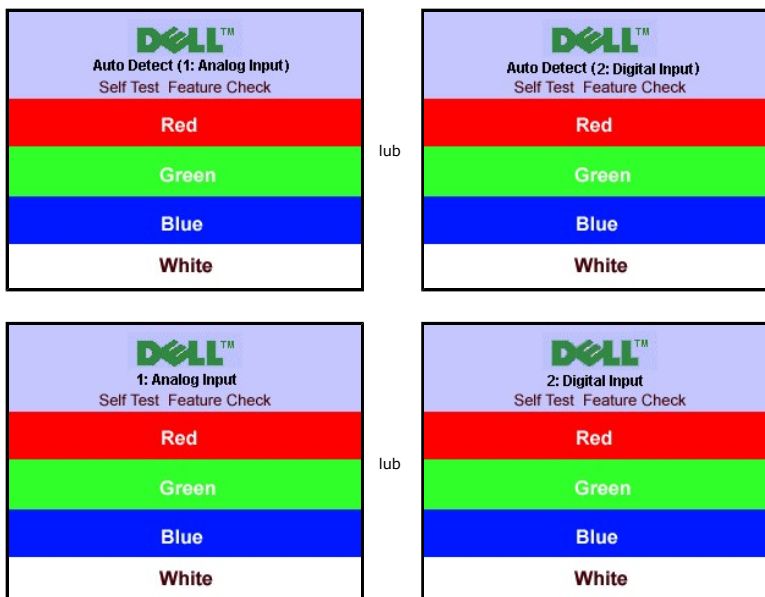 DELL™
Auto Detect (1: Analog Input)
Self Test Feature Check
Red
Green
Blue
White
lub
DELL™
Auto Detect (2: Digital Input)
Self Test Feature Check
Red
Green
Blue
White
DELL™
1: Analog Input
Self Test Feature Check
Red
Green
Blue
White
lub
DELL™
2: Digital Input
Self Test Feature Check
Red
Green
Blue
White